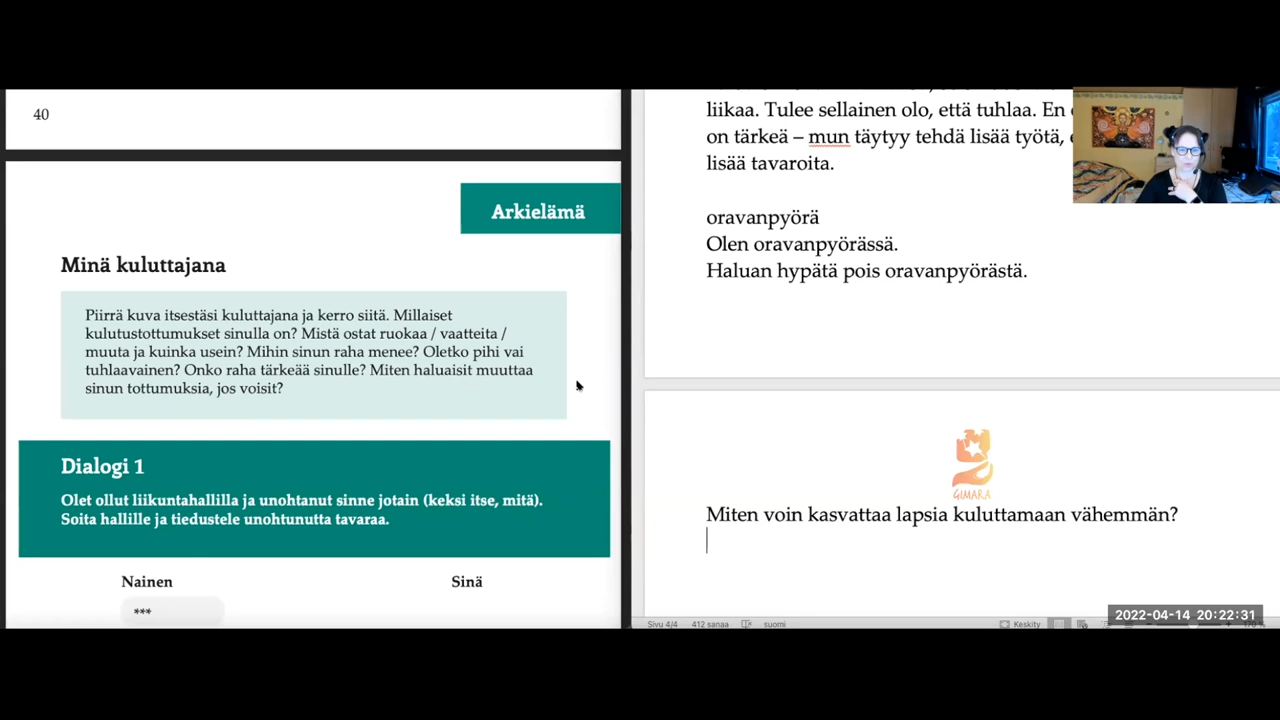 40
Arkielämä
Minä kuluttajana
Piirrä kuva itsestäsi kuluttajana ja kerro siitä. Millaiset
kulutustottumukset sinulla on? Mistä ostat ruokaa / vaatteita /
muuta ja kuinka usein? Mihin sinun raha menee? Oletko pihi vai
tuhlaavainen? Onko raha tärkeää sinulle? Miten haluaisit muuttaa
sinun tottumuksia, jos voisit?
Dialogi 1
Olet ollut liikuntahallilla ja unohtanut sinne jotain (keksi itse, mitä).
Soita hallille ja tiedustele unohtunutta tavaraa.
Nainen
Sinä
***
liikaa. Tulee sellainen olo, että tuhlaa. En
on tärkeä – mun täytyy tehdä lisää työtä,
lisää tavaroita.
oravanpyörä
Olen oravanpyörässä.
Haluan hypätä pois oravanpyörästä.
GIMARA
Miten voin kasvattaa lapsia kuluttamaan vähemmän?
Sivu 4/4 412 sanaa suomi Keskity
2022-04-14 20:22:31